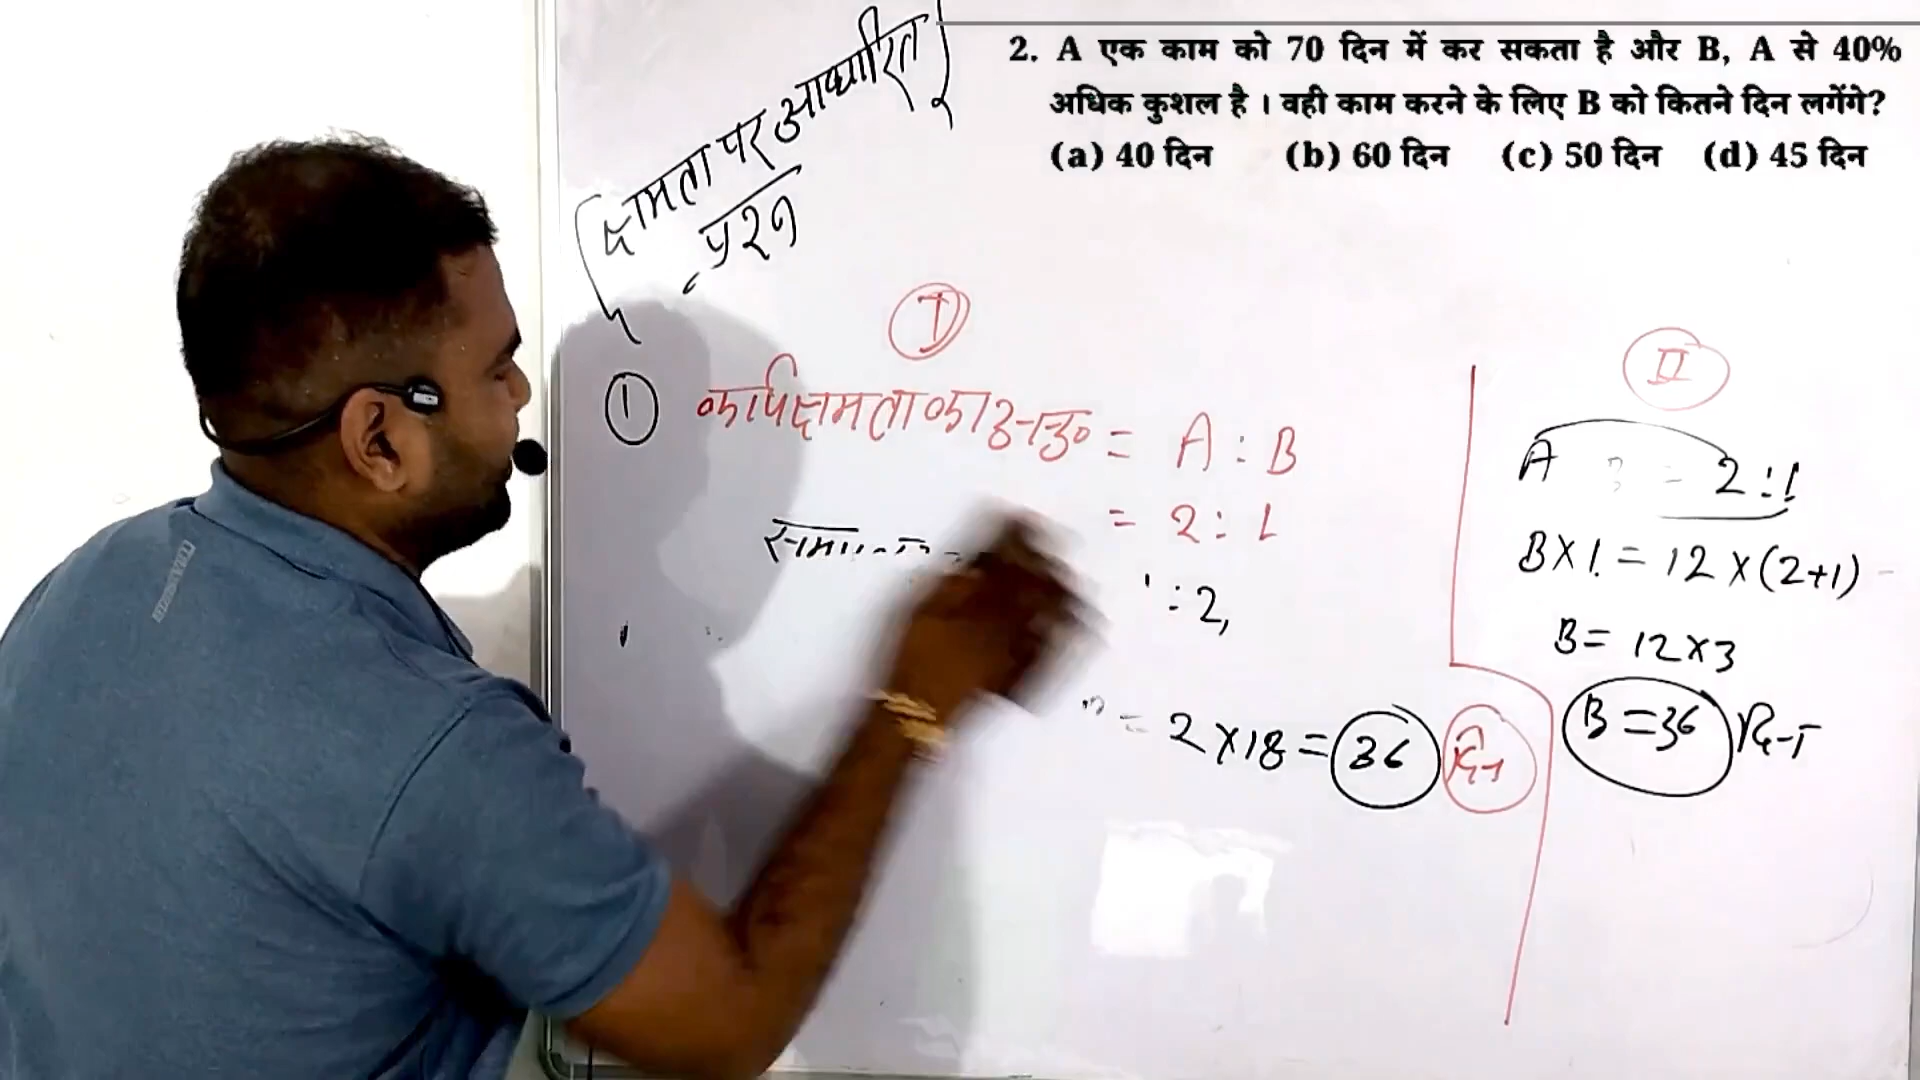 2. A एक काम को 70 दिन में कर सकता है और B, A से 40%
अधिक कुशल है । वही काम करने के लिए B को कितने दिन लगेंगे?
(a) 40 दिन (b) 60 दिन (c) 50 दिन (d) 45 दिन
क्षमता पर आधारित
प्रश्न
I
① = A : B
= 2 : 1
: 2,
= 2 × 18 = 36
II
A = 2 : 1
B × 1 = 12 × (2+1)
B = 12 × 3
B = 36